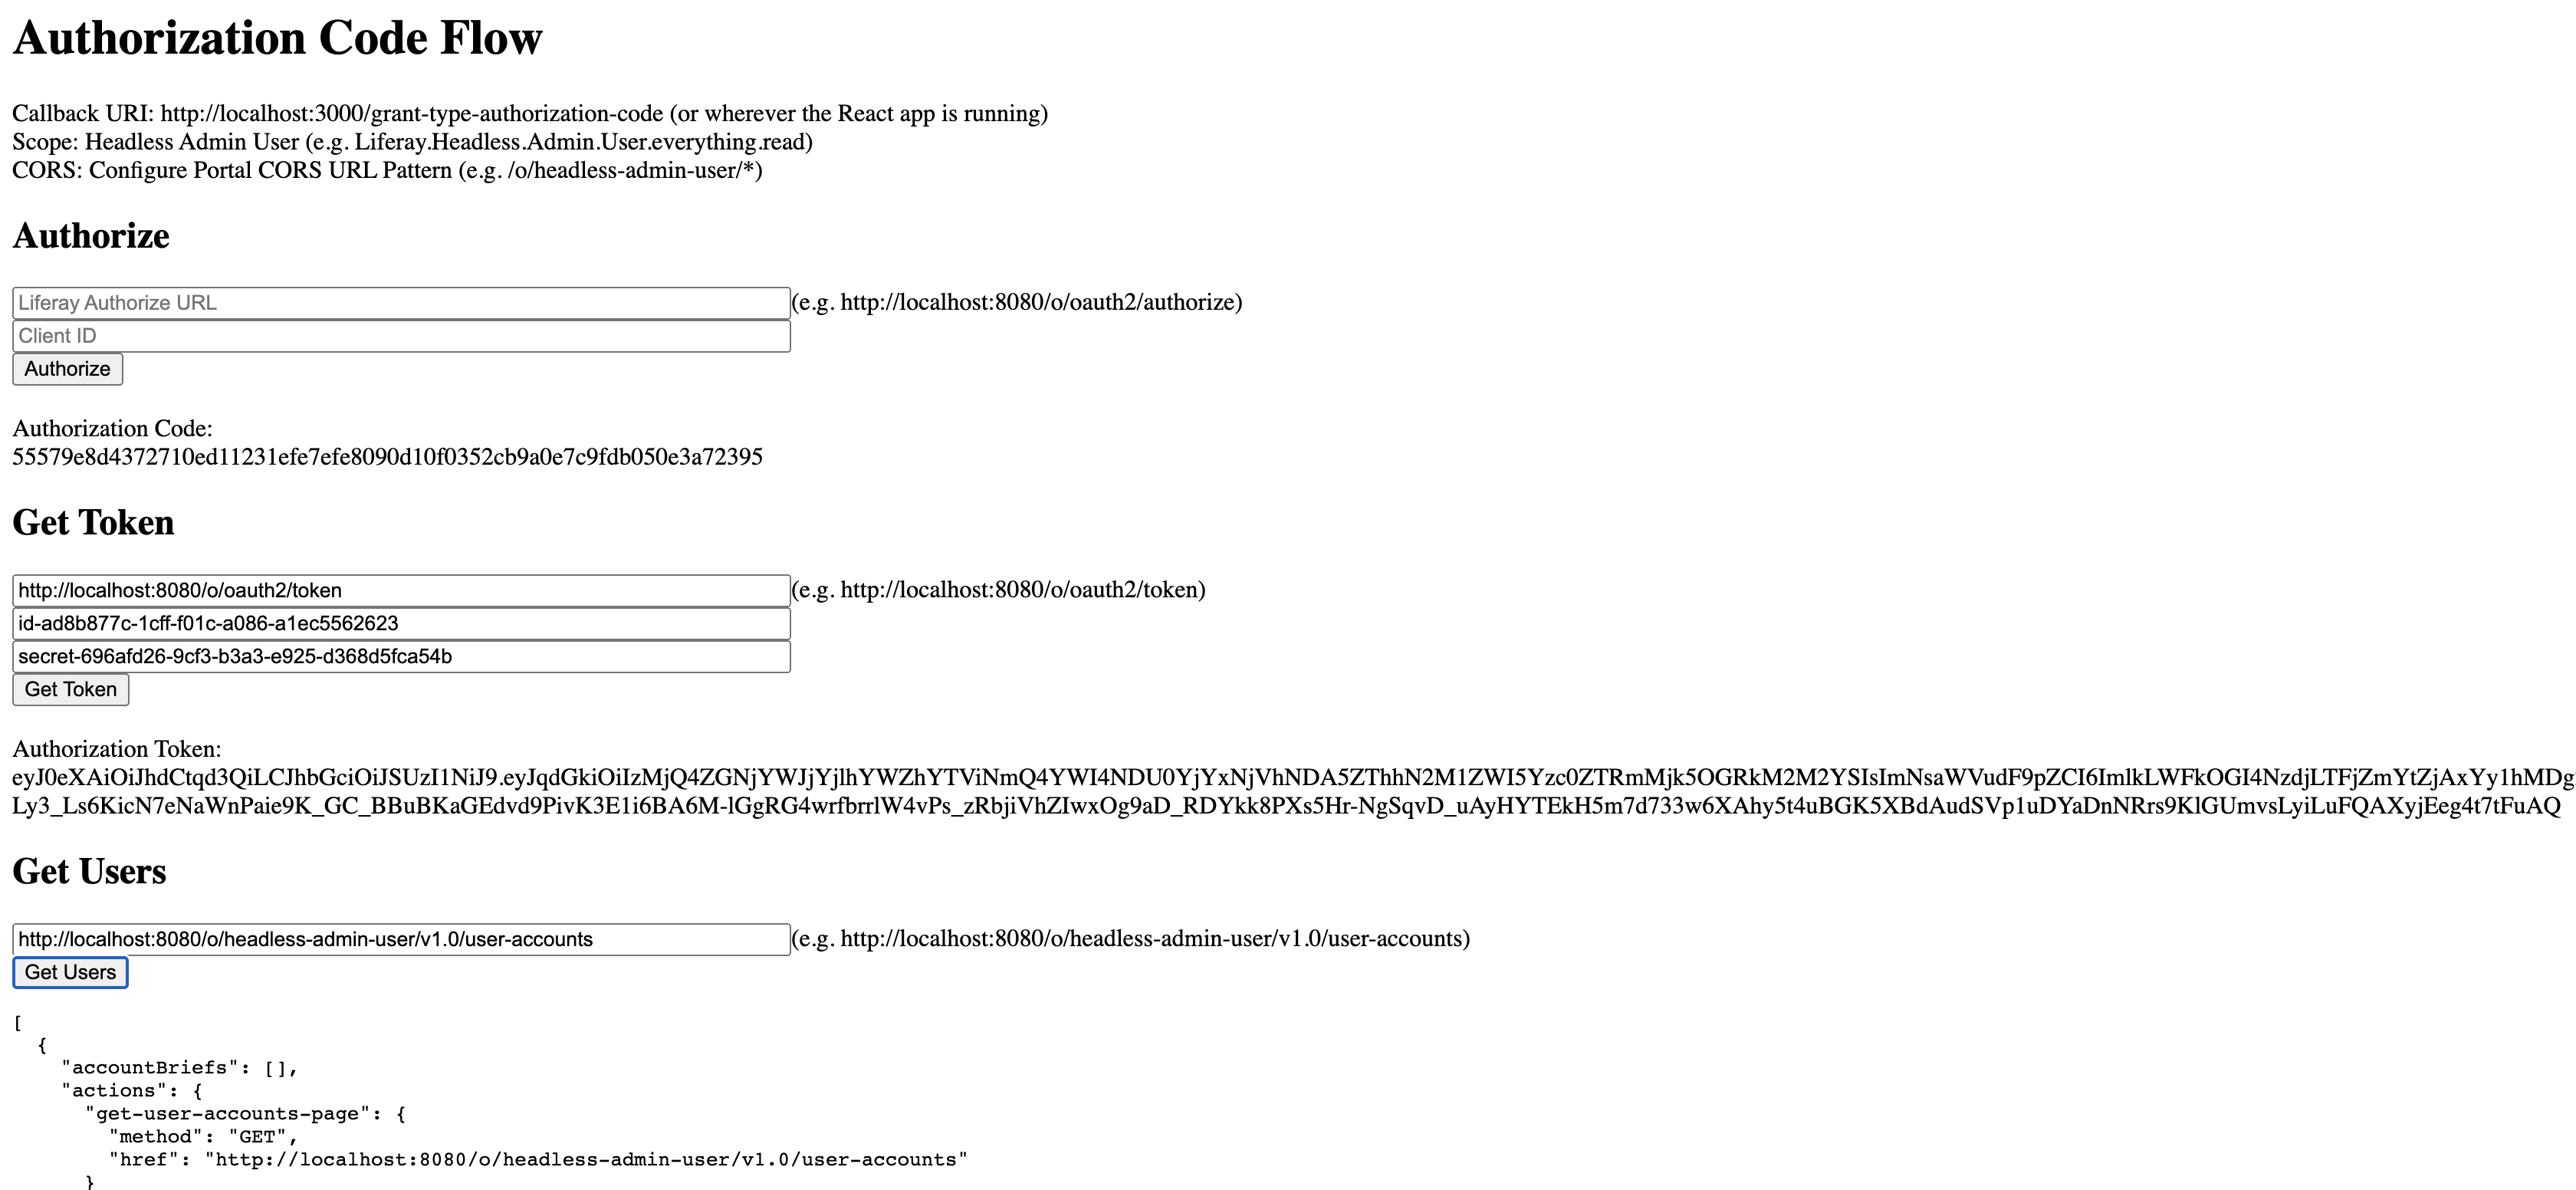 Authorization Code Flow
Callback URI: http://localhost:3000/grant-type-authorization-code (or wherever the React app is running)
Scope: Headless Admin User (e.g. Liferay.Headless.Admin.User.everything.read)
CORS: Configure Portal CORS URL Pattern (e.g. /o/headless-admin-user/*)
Authorize
Liferay Authorize URL (e.g. http://localhost:8080/o/oauth2/authorize)
Client ID
Authorize
Authorization Code:
55579e8d4372710ed11231efe7efe8090d10f0352cb9a0e7c9fdb050e3a72395
Get Token
http://localhost:8080/o/oauth2/token (e.g. http://localhost:8080/o/oauth2/token)
id-ad8b877c-1cff-f01c-a086-a1ec5562623
secret-696afd26-9cf3-b3a3-e925-d368d5fca54b
Get Token
Authorization Token:
eyJ0eXAiOiJhdCtqd3QiLCJhbGciOiJSUzI1NiJ9.eyJqdGkiOiIzMjQ4ZGNjYWJjYjlhYWZhYTViNmQ4YWI4NDU0YjYxNjVhNDA5ZThhN2M1ZWI5Yzc0ZTRmMjk5OGRkM2M2YSIsImNsaWVudF9pZCI6ImlkLWFkOGI4NzdjLTFjZmYtZjAxYy1hMDg
Ly3_Ls6KicN7eNaWnPaie9K_GC_BBuBKaGEdvd9PivK3E1i6BA6M-lGgRG4wrfbrrlW4vPs_zRbjiVhZIwxOg9aD_RDYkk8PXs5Hr-NgSqvD_uAyHYTEkH5m7d733w6XAhy5t4uBGK5XBdAudSVp1uDYaDnNRrs9KlGUmvsLyiLuFQAXyjEeg4t7tFuAQ
Get Users
http://localhost:8080/o/headless-admin-user/v1.0/user-accounts (e.g. http://localhost:8080/o/headless-admin-user/v1.0/user-accounts)
Get Users
[
{
"accountBriefs": [],
"actions": {
"get-user-accounts-page": {
"method": "GET",
"href": "http://localhost:8080/o/headless-admin-user/v1.0/user-accounts"
}